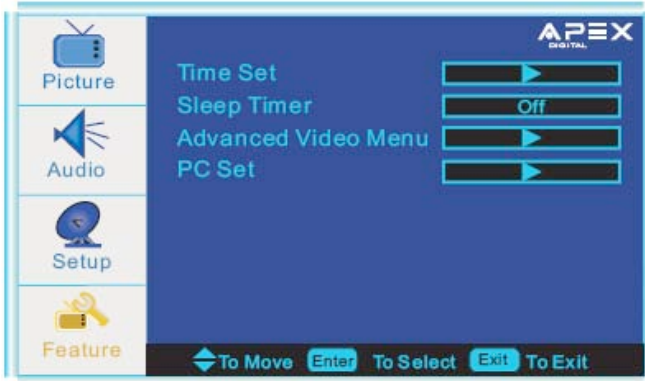 APEX
DIGITAL
Picture
Audio
Setup
Feature
Time Set
Sleep Timer Off
Advanced Video Menu
PC Set
To Move Enter To Select Exit To Exit